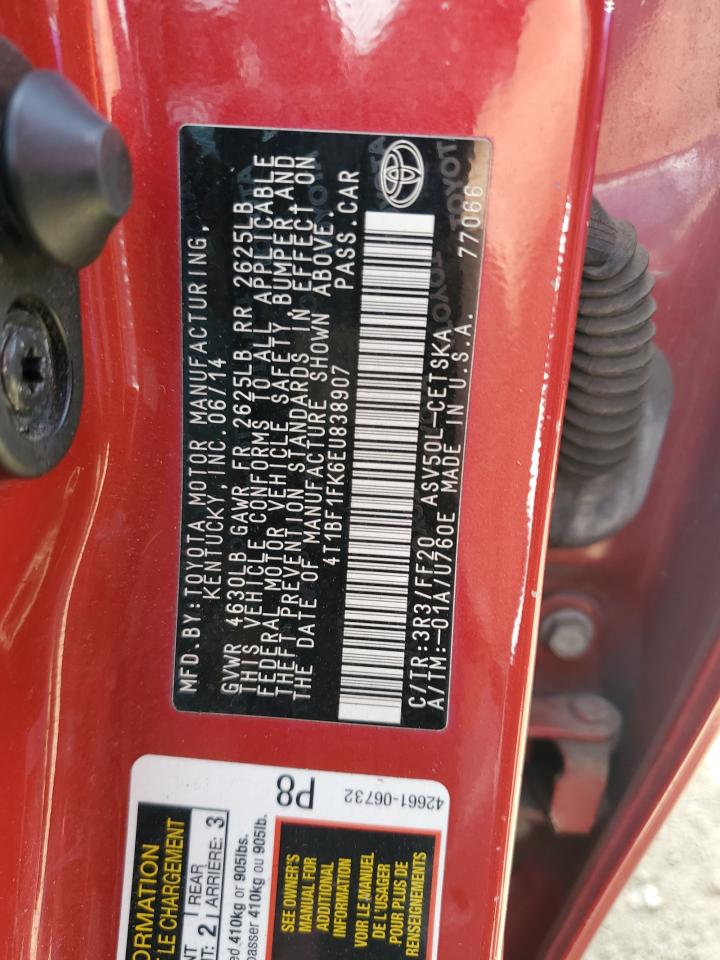 MFD.BY:TOYOTA MOTOR MANUFACTURING,
KENTUCKY, INC. 06/14
GVWR 4630LB GAWR FR 2625LB RR 2625LB
THIS VEHICLE CONFORMS TO ALL APPLICABLE
FEDERAL MOTOR VEHICLE SAFETY, BUMPER, AND
THEFT PREVENTION STANDARDS IN EFFECT ON
THE DATE OF MANUFACTURE SHOWN ABOVE.
4T1BF1FK6EU838907 PASS.CAR
C/TR:3R3/FF20 ASV50L-CETSKA
A/TM:-01A/U760E MADE IN U.S.A. 77066
TOYOTA
P8
42661-06732
LE CHARGEMENT
REAR
2 ARRIÈRE: 3
410kg or 905lbs.
410kg ou 905lb.
SEE OWNER'S
MANUAL FOR
ADDITIONAL
INFORMATION
VOIR LE MANUEL
DE L'USAGER
POUR PLUS DE
RENSEIGNEMENTS